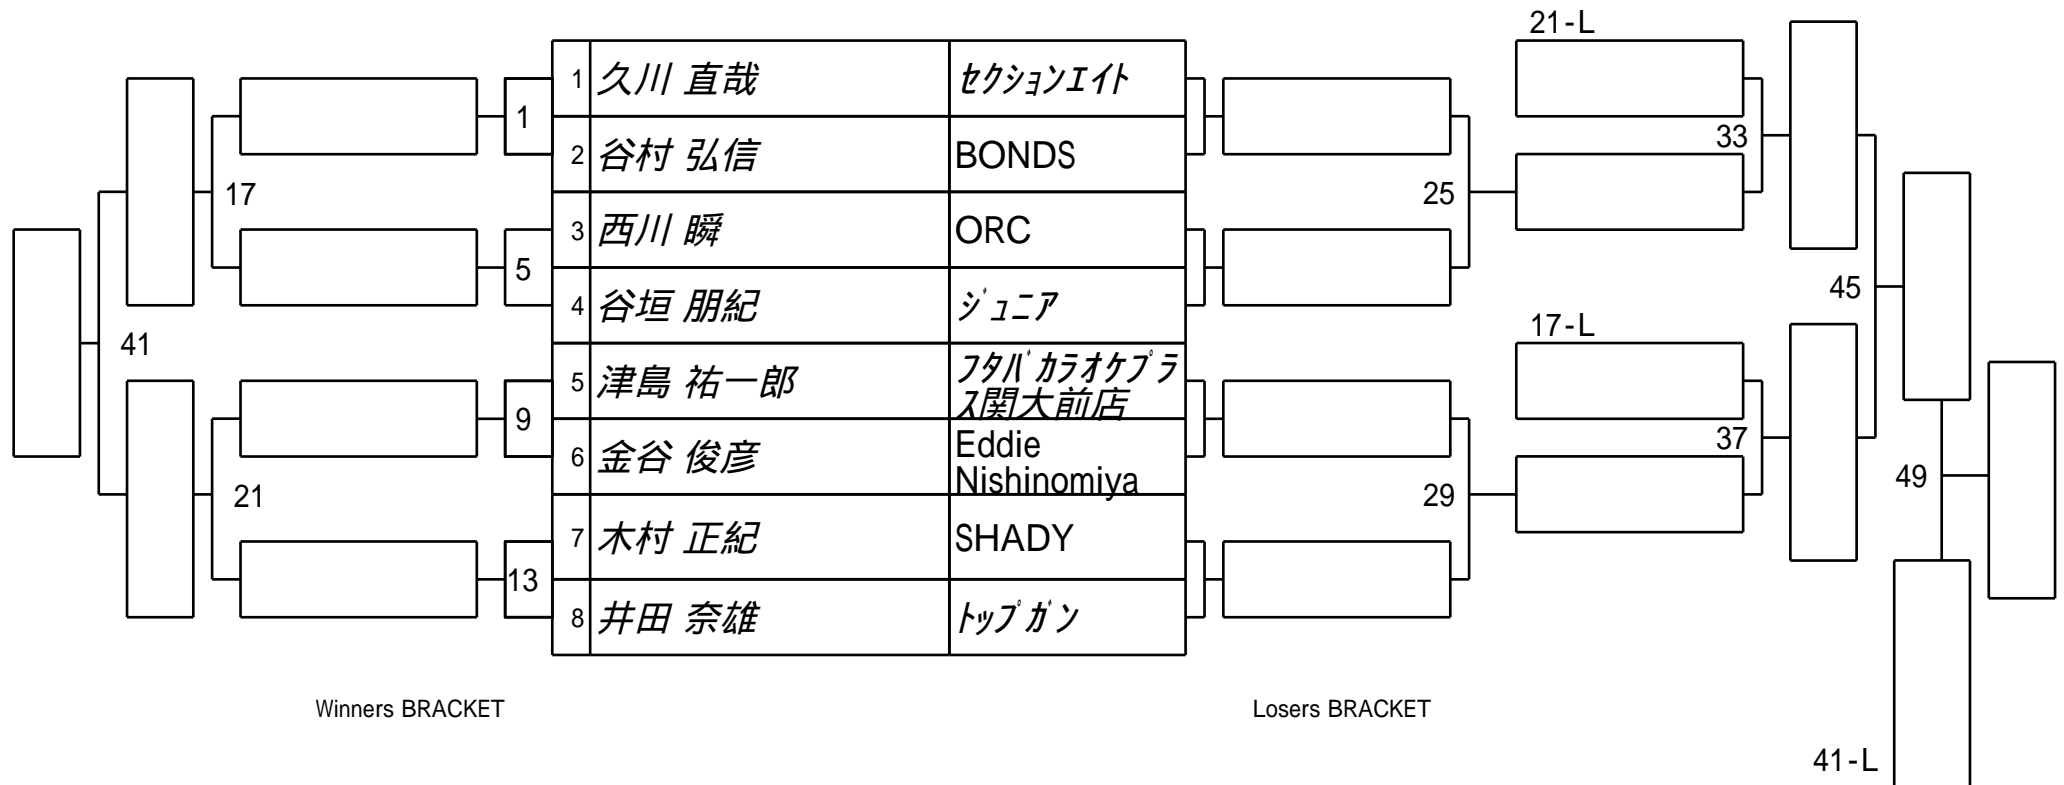 21-L
1 久川 直哉 ｾｸｼｮﾝｴｲﾄ
1
33
2 谷村 弘信 BONDS
17
25
3 西川 瞬 ORC
5
45
4 谷垣 朋紀 ｼﾞｭﾆｱ
17-L
41
5 津島 祐一郎 ﾌﾀﾊﾞｶﾗｵｹﾌﾟﾗ
ｽ関大前店
9
37
6 金谷 俊彦 Eddie
Nishinomiya
21
29
49
7 木村 正紀 SHADY
13
8 井田 奈雄 ﾄｯﾌﾟｶﾞﾝ
Winners BRACKET
Losers BRACKET
41-L